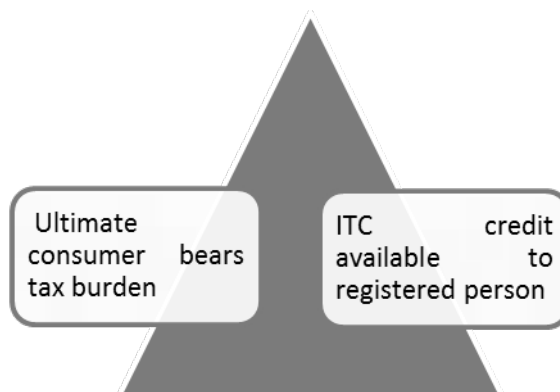 Ultimate
consumer bears
tax burden
ITC credit
available to
registered person